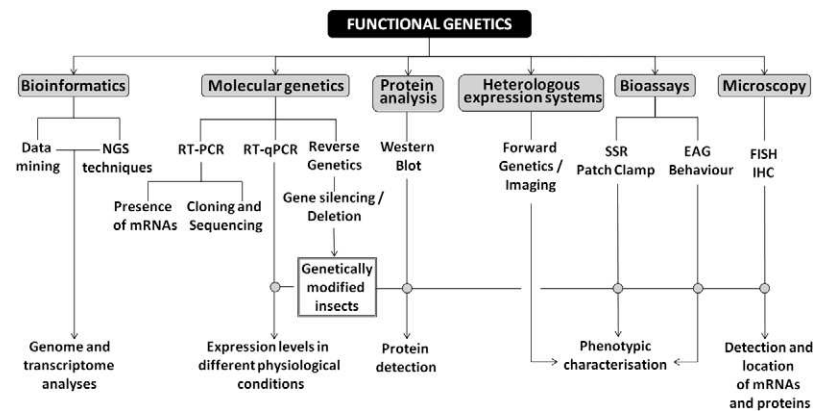 FUNCTIONAL GENETICS
Bioinformatics
Molecular genetics
Protein
analysis
Heterologous
expression systems
Bioassays
Microscopy
Data
mining
NGS
techniques
RT-PCR
RT-qPCR
Reverse
Genetics
Western
Blot
Forward
Genetics /
Imaging
SSR
Patch Clamp
EAG
Behaviour
FISH
IHC
Presence
of mRNAs
Cloning and
Sequencing
Gene silencing /
Deletion
Genetically
modified
insects
Genome and
transcriptome
analyses
Expression levels in
different physiological
conditions
Protein
detection
Phenotypic
characterisation
Detection and
location
of mRNAs
and proteins